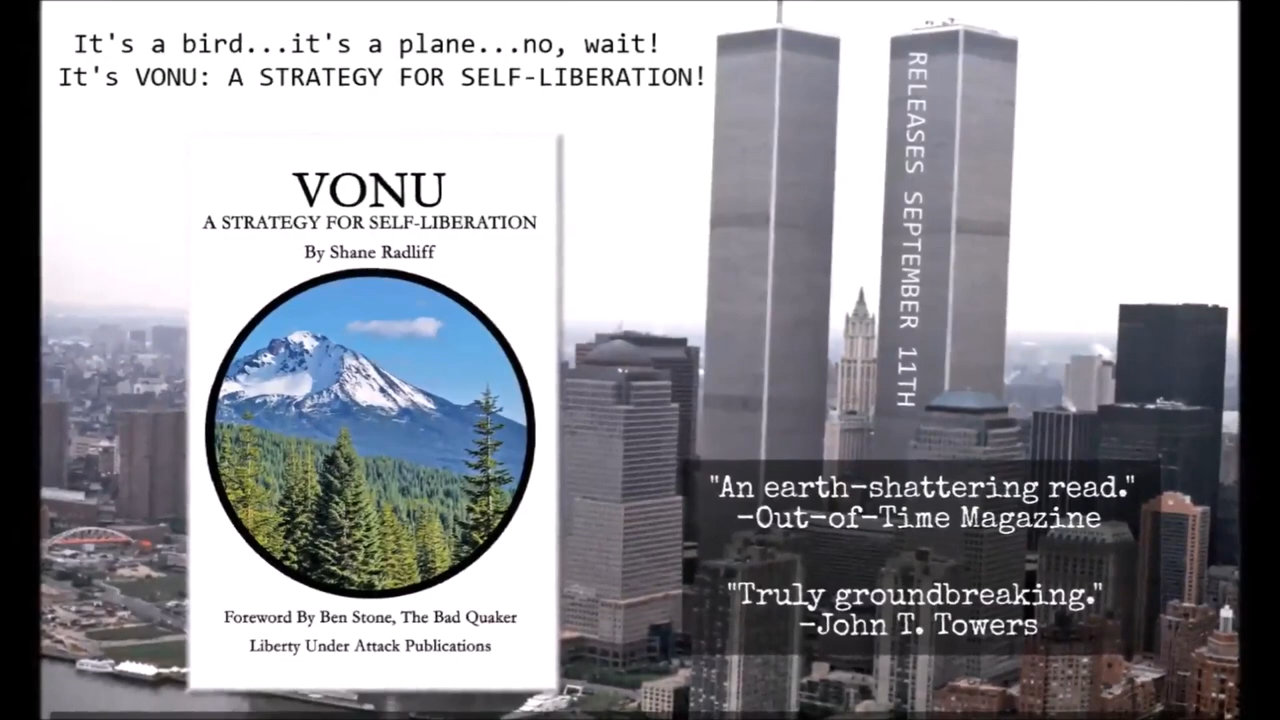 It's a bird...it's a plane...no, wait!
It's VONU: A STRATEGY FOR SELF-LIBERATION!
VONU
A STRATEGY FOR SELF-LIBERATION
By Shane Radliff
Foreword By Ben Stone, The Bad Quaker
Liberty Under Attack Publications
RELEASES SEPTEMBER 11TH
"An earth-shattering read."
-Out-of-Time Magazine
"Truly groundbreaking."
-John T. Towers